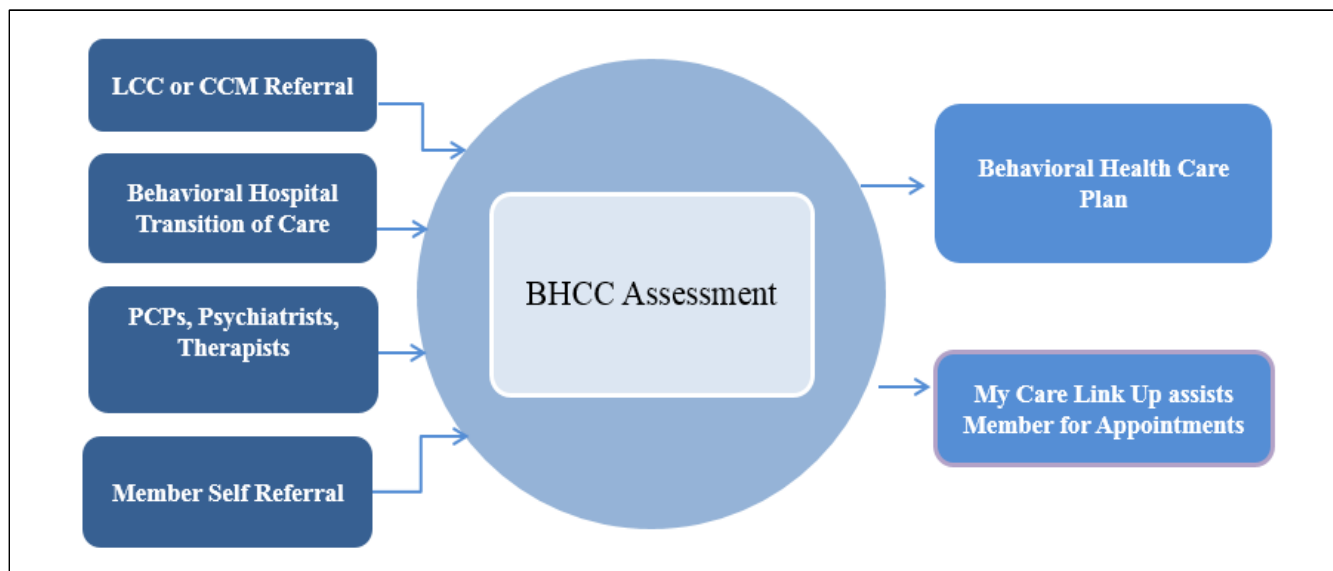 LCC or CCM Referral
Behavioral Hospital
Transition of Care
PCPs, Psychiatrists,
Therapists
Member Self Referral
BHCC Assessment
Behavioral Health Care
Plan
My Care Link Up assists
Member for Appointments